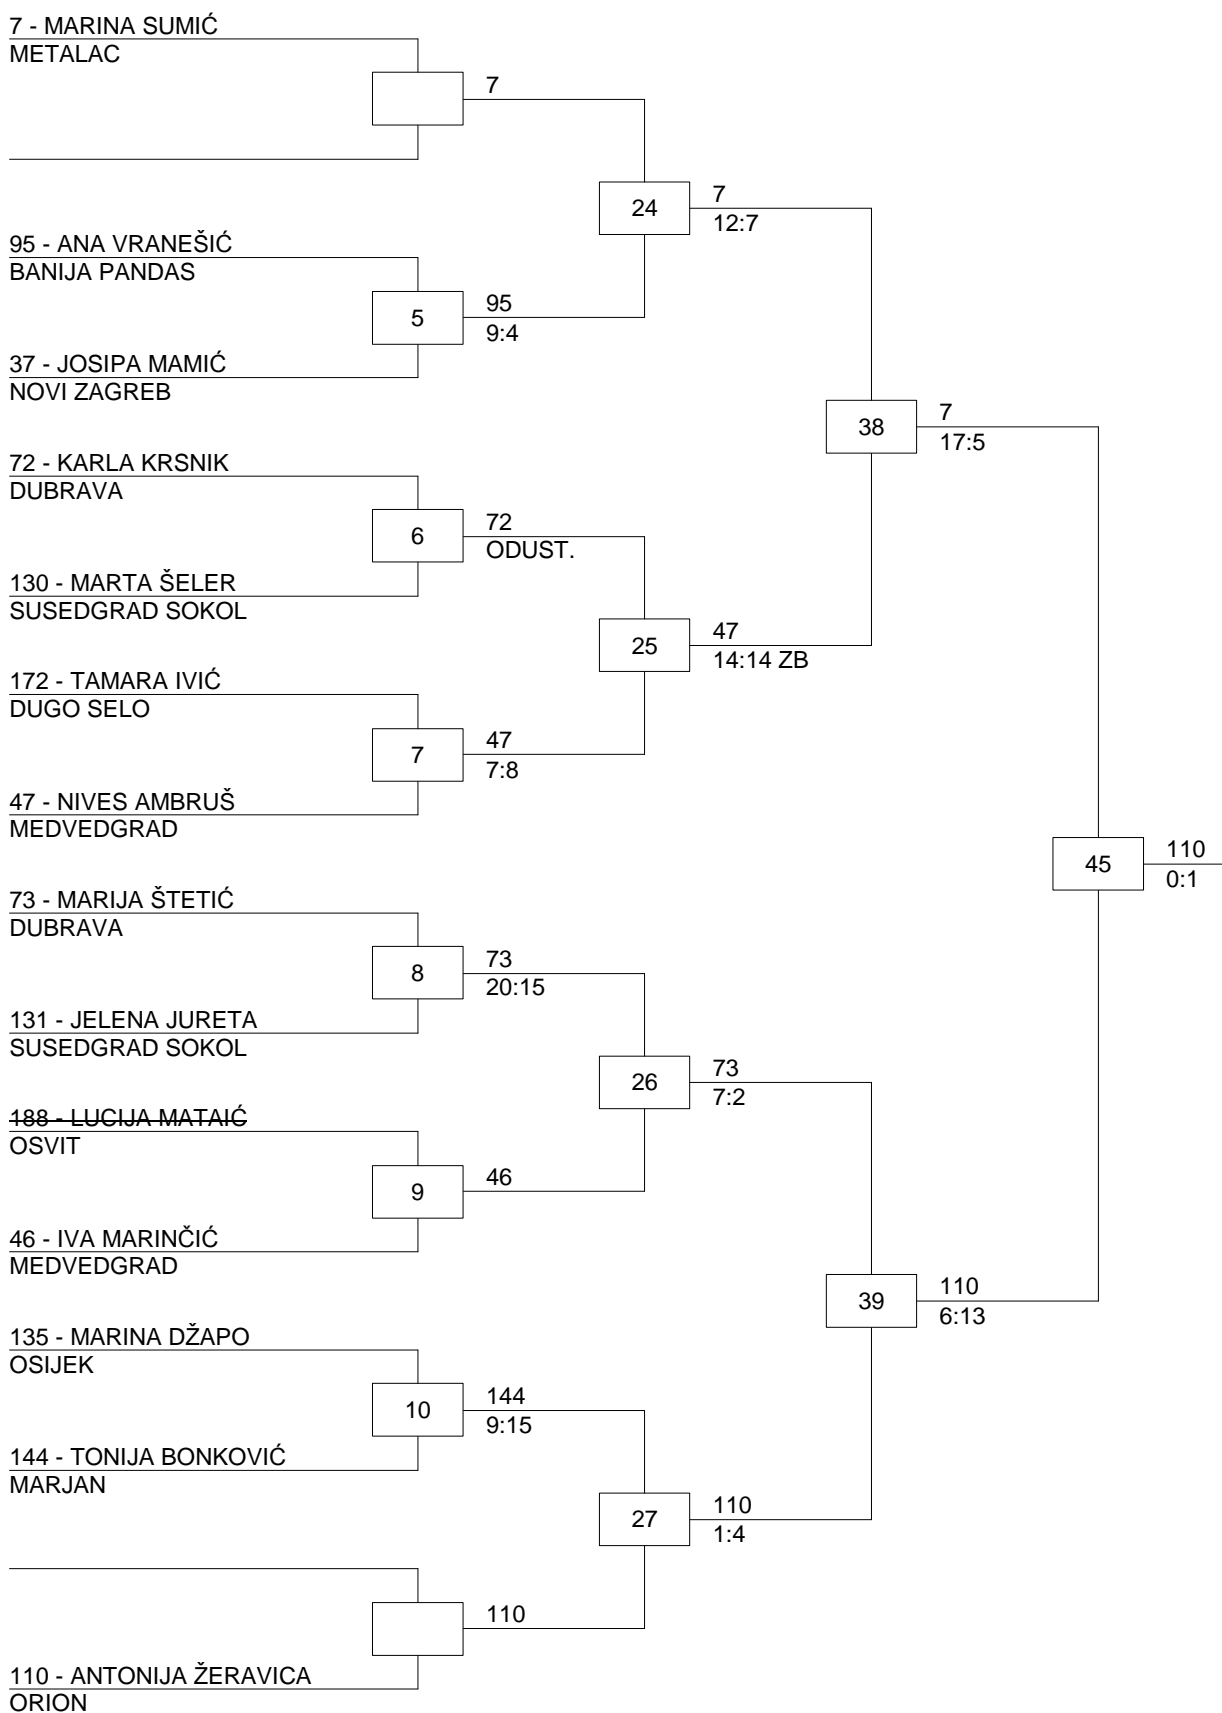 7 - MARINA SUMIĆ
METALAC
7
24
7
12:7
95 - ANA VRANEŠIĆ
BANIJA PANDAS
5
95
9:4
37 - JOSIPA MAMIĆ
NOVI ZAGREB
38
7
17:5
72 - KARLA KRSNIK
DUBRAVA
6
72
ODUST.
130 - MARTA ŠELER
SUSEDGRAD SOKOL
25
47
14:14 ZB
172 - TAMARA IVIĆ
DUGO SELO
7
47
7:8
47 - NIVES AMBRUŠ
MEDVEDGRAD
45
110
0:1
73 - MARIJA ŠTETIĆ
DUBRAVA
8
73
20:15
131 - JELENA JURETA
SUSEDGRAD SOKOL
26
73
7:2
188 - LUCIJA MATAIĆ
OSVIT
9
46
46 - IVA MARINČIĆ
MEDVEDGRAD
39
110
6:13
135 - MARINA DŽAPO
OSIJEK
10
144
9:15
144 - TONIJA BONKOVIĆ
MARJAN
27
110
1:4
110
110 - ANTONIJA ŽERAVICA
ORION